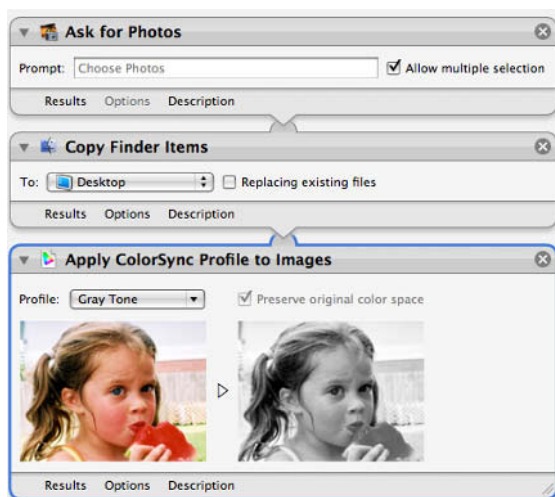 Ask for Photos
Prompt: Choose Photos Allow multiple selection
Results Options Description
Copy Finder Items
To: Desktop Replacing existing files
Results Options Description
Apply ColorSync Profile to Images
Profile: Gray Tone Preserve original color space
Results Options Description